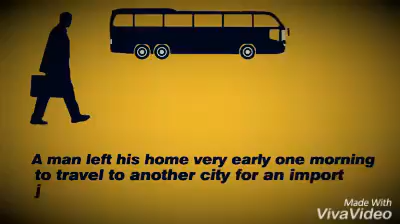 A man left his home very early one morning
to travel to another city for an import
j
Made With
VivaVideo